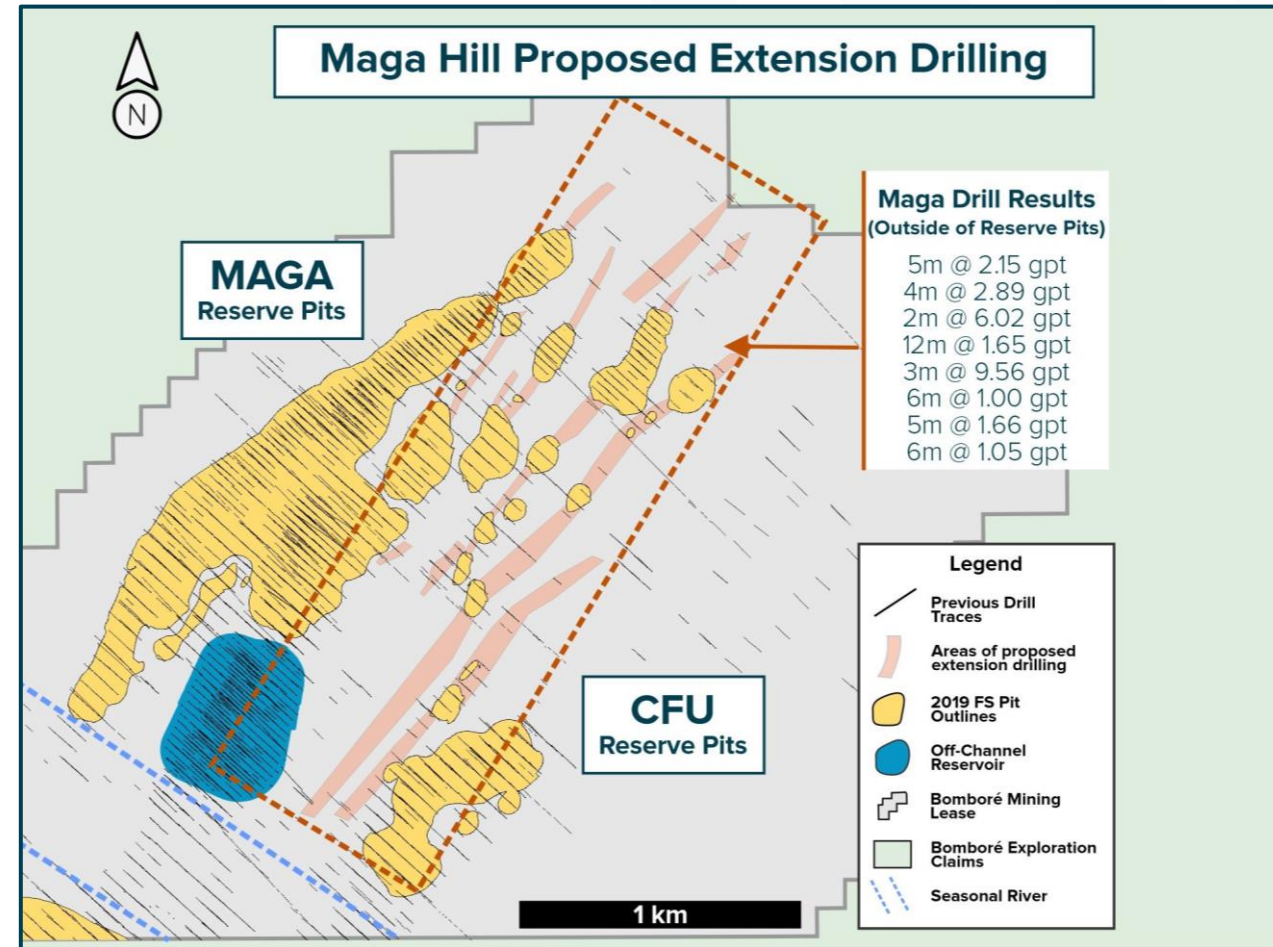 Maga Hill Proposed Extension Drilling
N
MAGA
Reserve Pits
Maga Drill Results
(Outside of Reserve Pits)
5m @ 2.15 gpt
4m @ 2.89 gpt
2m @ 6.02 gpt
12m @ 1.65 gpt
3m @ 9.56 gpt
6m @ 1.00 gpt
5m @ 1.66 gpt
6m @ 1.05 gpt
CFU
Reserve Pits
Legend
Previous Drill
Traces
Areas of proposed
extension drilling
2019 FS Pit
Outlines
Off-Channel
Reservoir
Bomboré Mining
Lease
Bomboré Exploration
Claims
Seasonal River
1 km